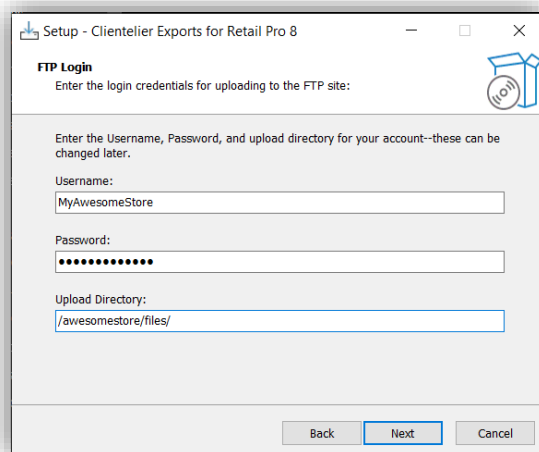 Setup - Clientelier Exports for Retail Pro 8
FTP Login
Enter the login credentials for uploading to the FTP site:
Enter the Username, Password, and upload directory for your account--these can be
changed later.
Username:
MyAwesomeStore
Password:
•••••••••••••
Upload Directory:
/awesomestore/files/
Back
Next
Cancel